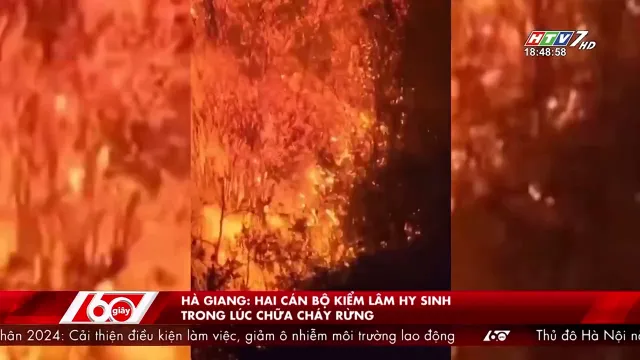 HTV7 HD
18:48:58
60 giây
HÀ GIANG: HAI CÁN BỘ KIỂM LÂM HY SINH
TRONG LÚC CHỮA CHÁY RỪNG
hân 2024: Cải thiện điều kiện làm việc, giảm ô nhiễm môi trường lao động 60 Thủ đô Hà Nội n